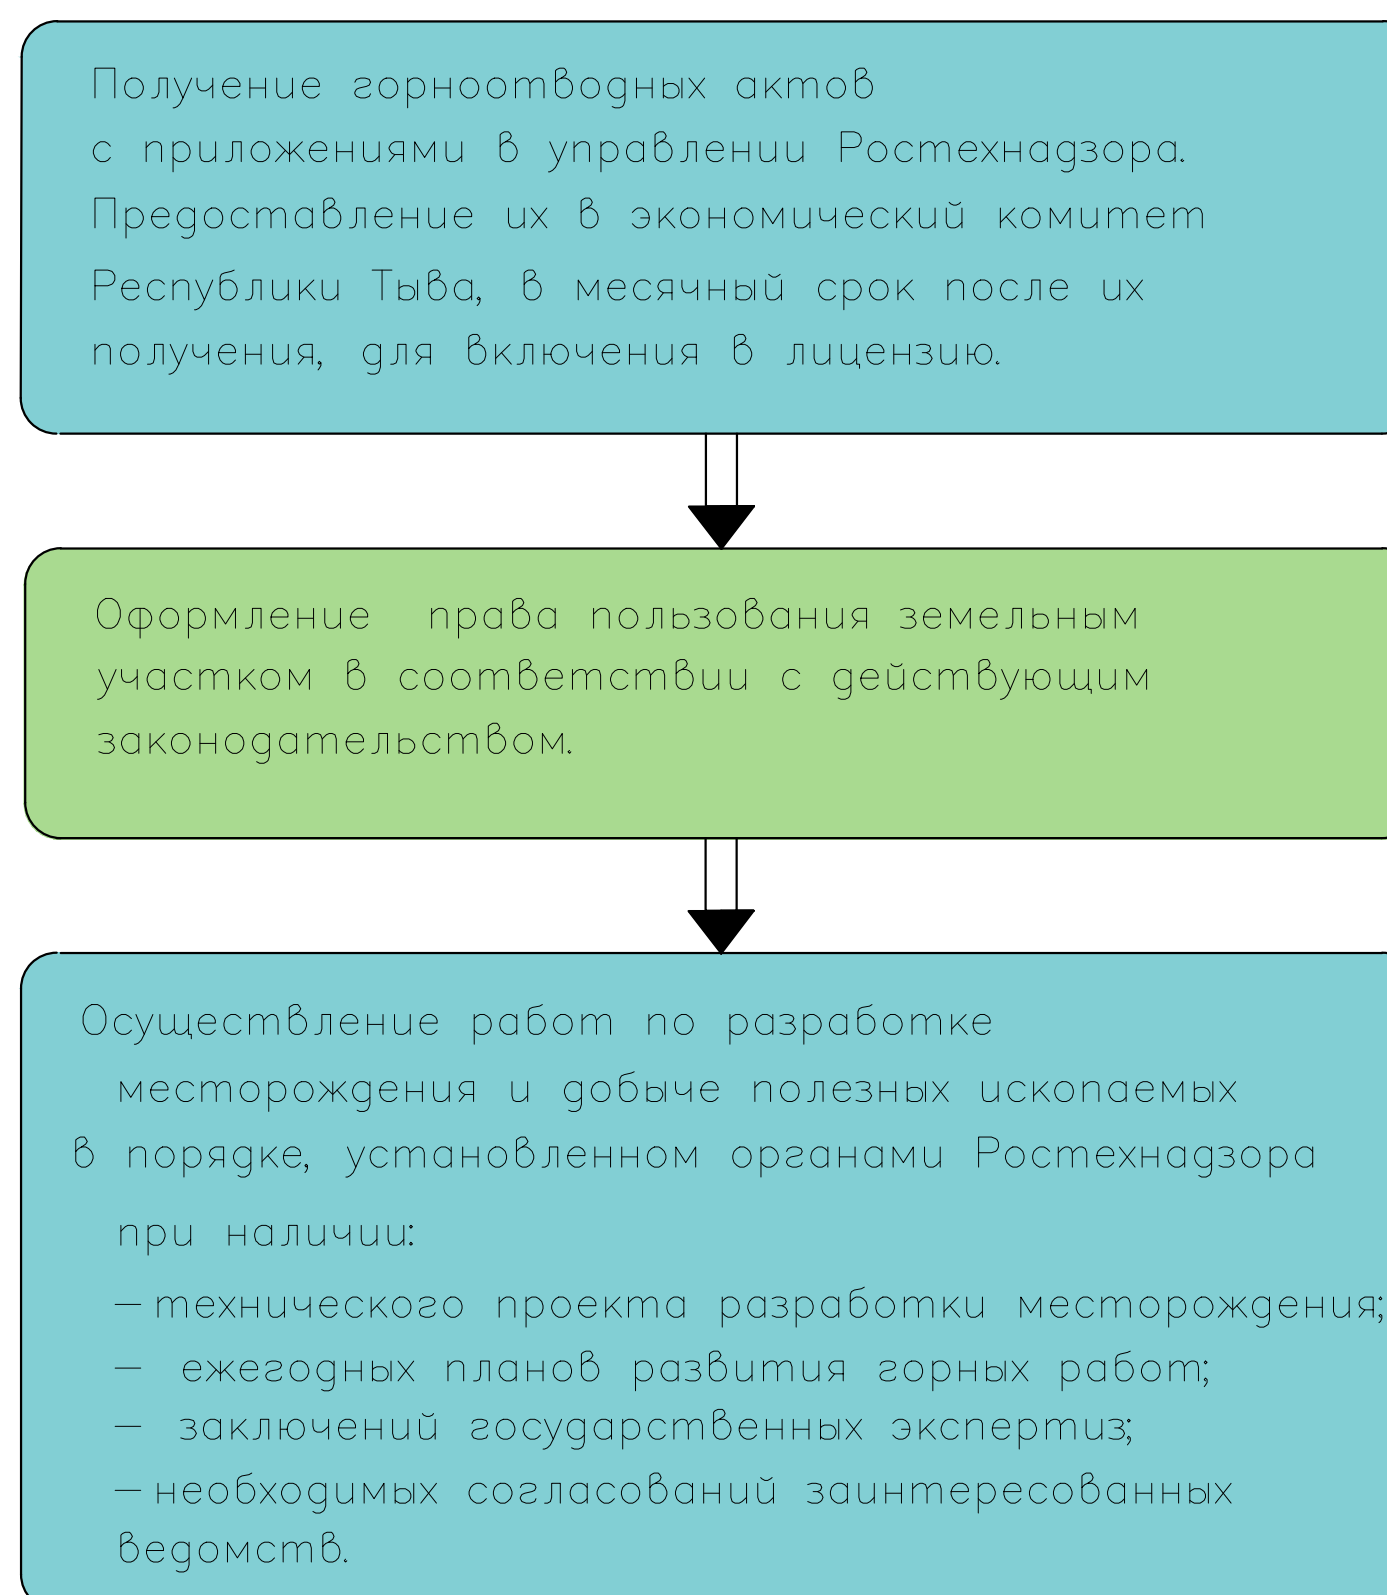 Получение горноотводных актов
с приложениями в управлении Ростехнадзора.
Предоставление их в экономический комитет
Республики Тыва, в месячный срок после их
получения, для включения в лицензию.
Оформление права пользования земельным
участком в соответствии с действующим
законодательством.
Осуществление работ по разработке
месторождения и добыче полезных ископаемых
в порядке, установленном органами Ростехнадзора
при наличии:
– технического проекта разработки месторождения;
– ежегодных планов развития горных работ;
– заключений государственных экспертиз;
– необходимых согласований заинтересованных
ведомств.